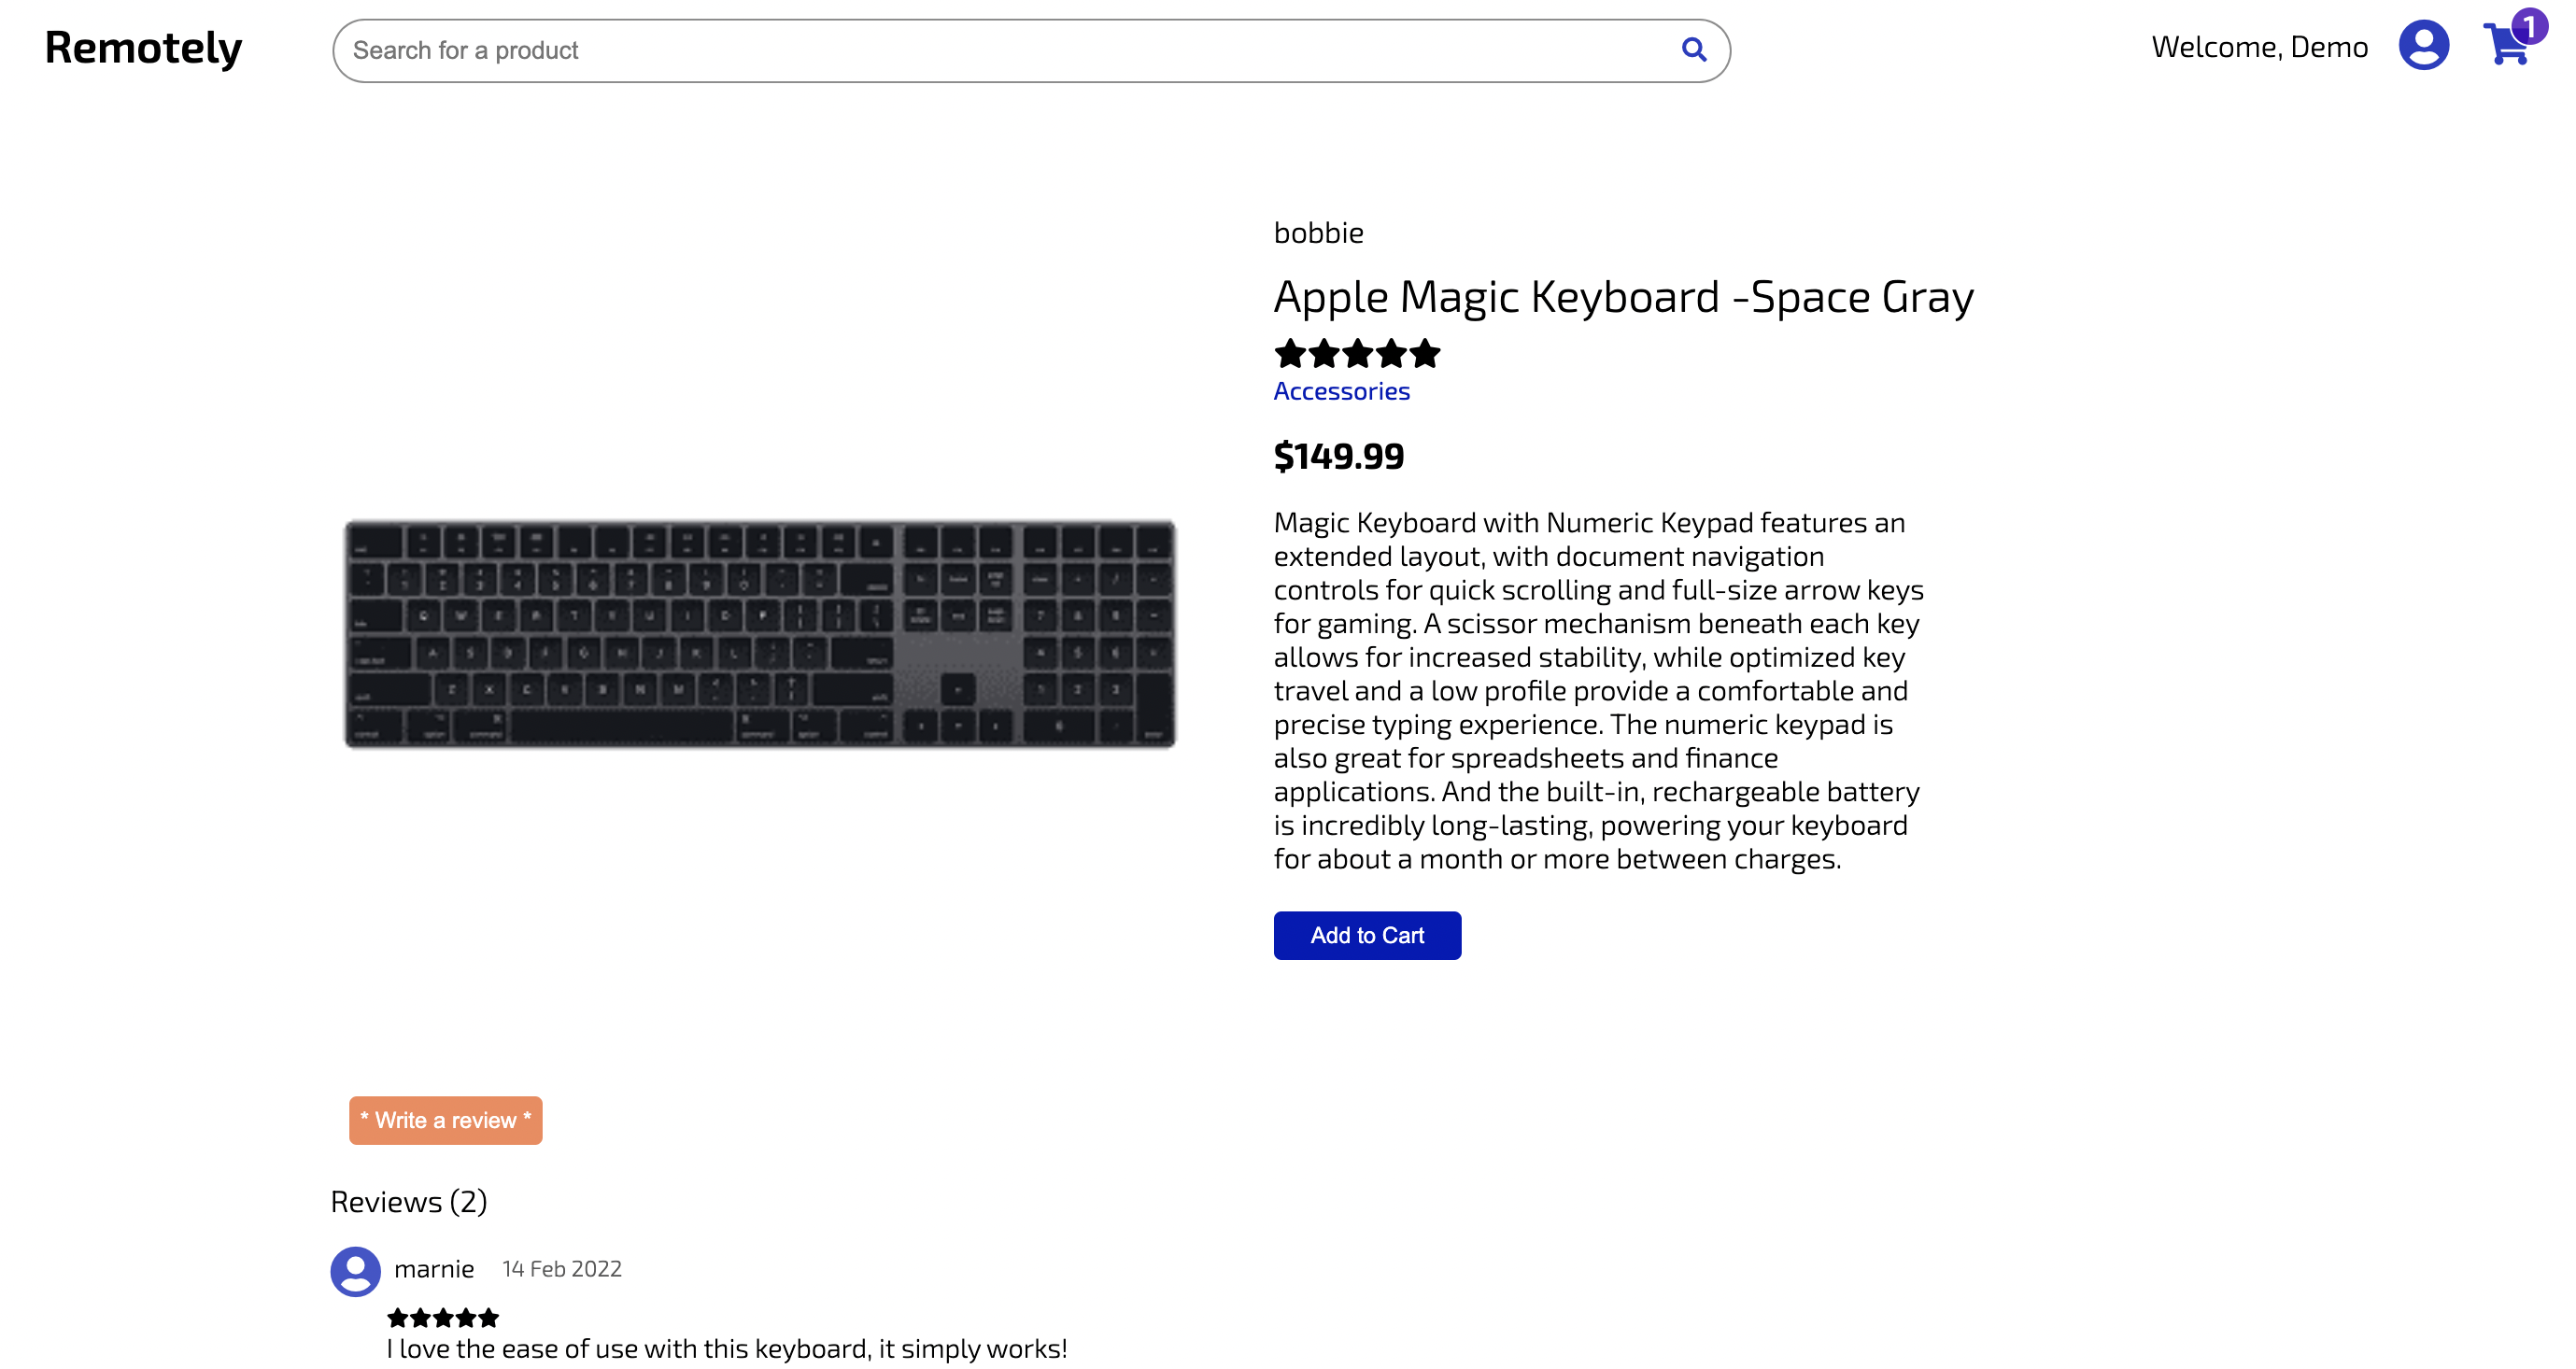 Remotely
Search for a product
Welcome, Demo
1
bobbie
Apple Magic Keyboard -Space Gray
Accessories
$149.99
Magic Keyboard with Numeric Keypad features an
extended layout, with document navigation
controls for quick scrolling and full-size arrow keys
for gaming. A scissor mechanism beneath each key
allows for increased stability, while optimized key
travel and a low profile provide a comfortable and
precise typing experience. The numeric keypad is
also great for spreadsheets and finance
applications. And the built-in, rechargeable battery
is incredibly long-lasting, powering your keyboard
for about a month or more between charges.
Add to Cart
* Write a review *
Reviews (2)
marnie 14 Feb 2022
I love the ease of use with this keyboard, it simply works!